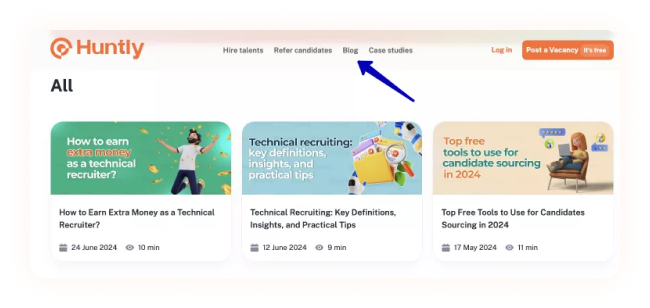 Huntly
Hire talents Refer candidates Blog Case studies
Log in
Post a Vacancy It's free
All
How to earn
extra money
as a technical
recruiter?
How to Earn Extra Money as a Technical
Recruiter?
24 June 2024 10 min
Technical recruiting:
key definitions,
insights, and
practical tips
Technical Recruiting: Key Definitions,
Insights, and Practical Tips
12 June 2024 9 min
Top free
tools to use for
candidate sourcing
in 2024
Top Free Tools to Use for Candidates
Sourcing in 2024
17 May 2024 11 min